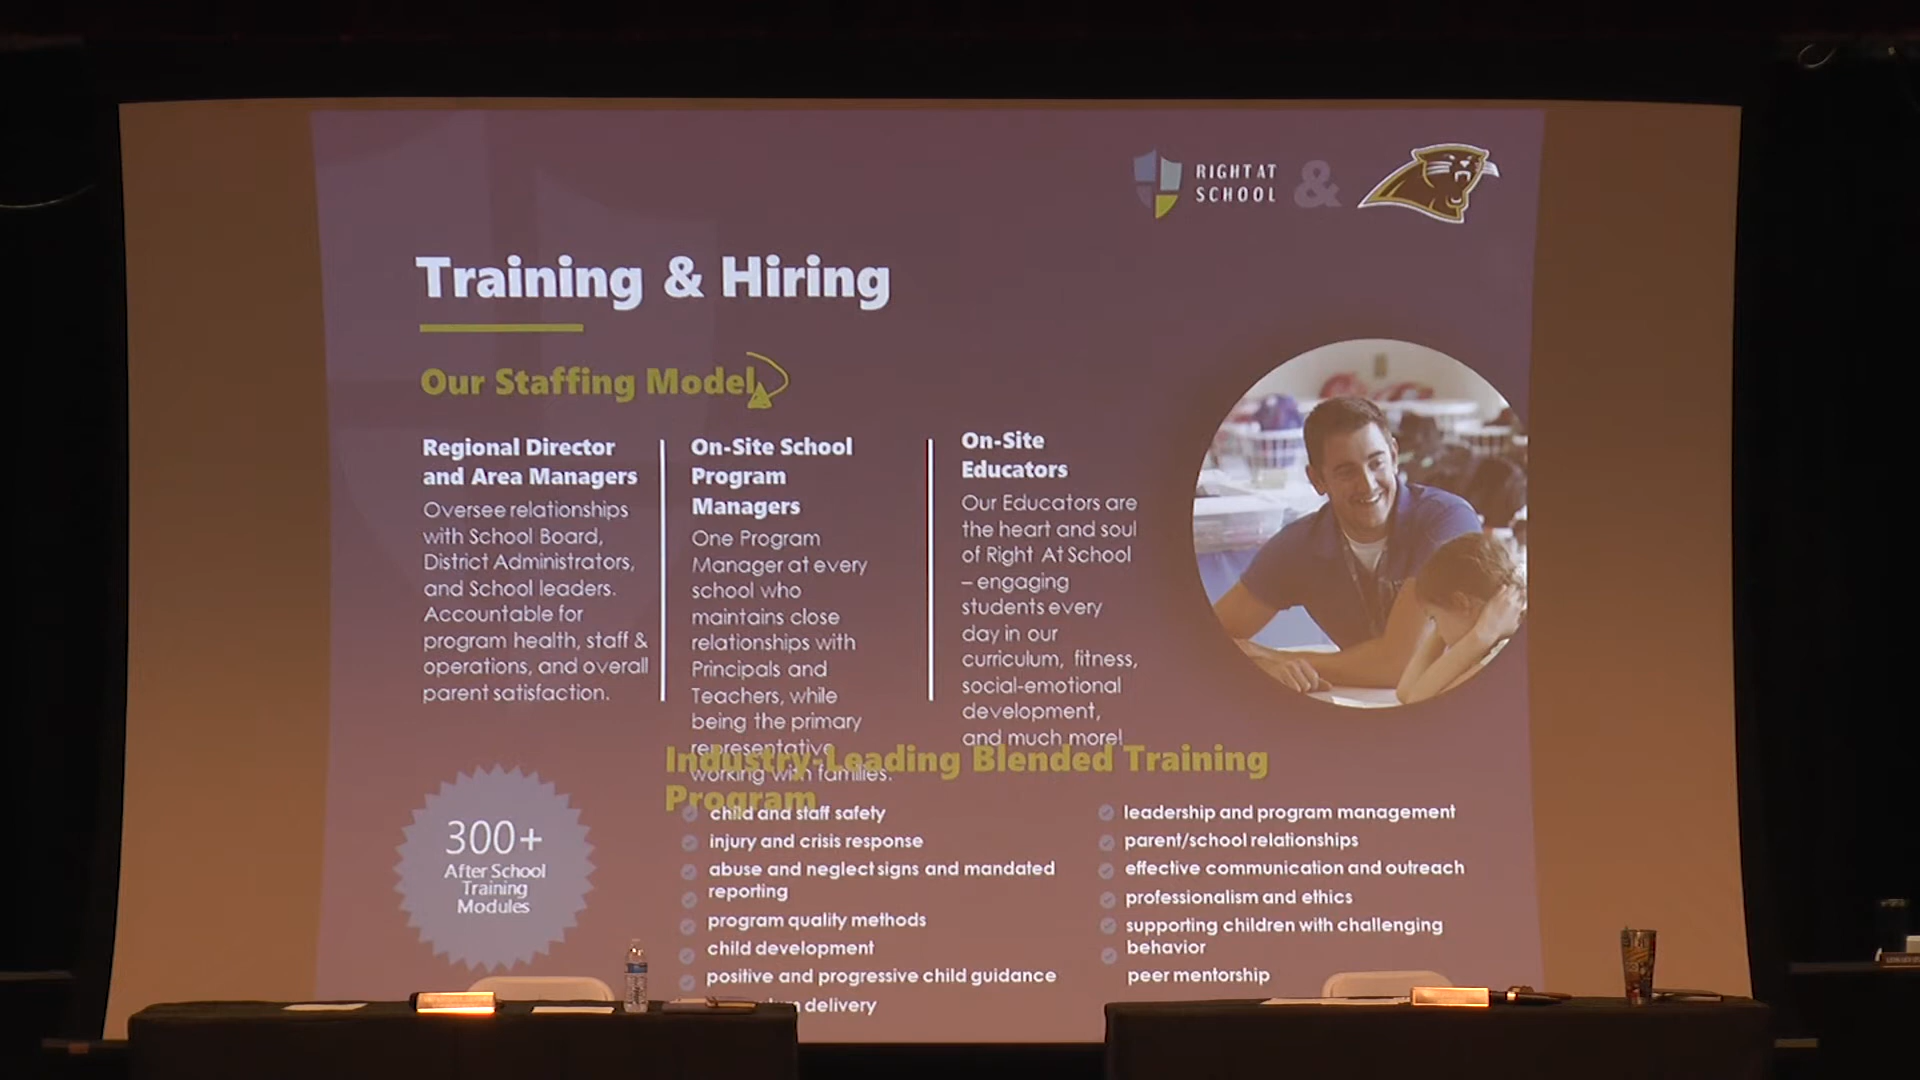 RIGHT AT
SCHOOL
&
Training & Hiring
Our Staffing Model
Regional Director
and Area Managers
Oversee relationships
with School Board,
District Administrators,
and School leaders.
Accountable for
program health, staff &
operations, and overall
parent satisfaction.
On-Site School
Program
Managers
One Program
Manager at every
school who
maintains close
relationships with
Principals and
Teachers, while
being the primary
representative
working with families.
On-Site
Educators
Our Educators are
the heart and soul
of Right At School
– engaging
students every
day in our
curriculum, fitness,
social-emotional
development,
and much more!
300+
After School
Training
Modules
Industry-Leading Blended Training
Program
child and staff safety
injury and crisis response
abuse and neglect signs and mandated
reporting
program quality methods
child development
positive and progressive child guidance
delivery
leadership and program management
parent/school relationships
effective communication and outreach
professionalism and ethics
supporting children with challenging
behavior
peer mentorship